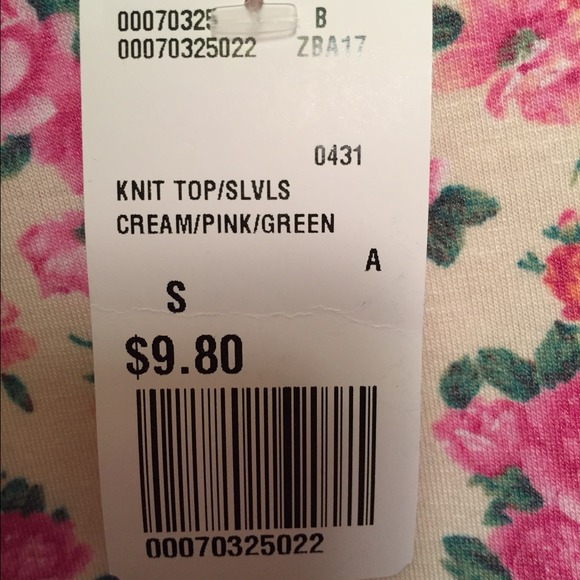 00070325 B
00070325022 ZBA17
0431
KNIT TOP/SLVLS
CREAM/PINK/GREEN
A
S
$9.80
00070325022